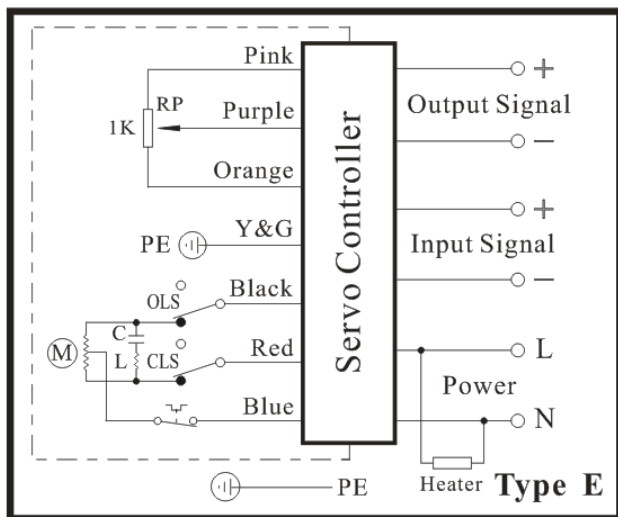 Pink
RP
1K
Purple
Orange
PE
Y&G
Black
OLS
C
L
CLS
M
Red
Blue
Servo Controller
+
Output Signal
−
+
Input Signal
−
L
Power
N
Heater
Type E
PE